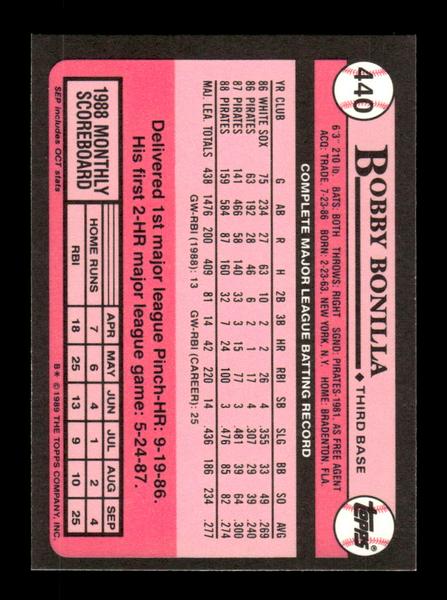 440
BOBBY BONILLA ♦ THIRD BASE
topps®
6'3" 210 lb. BATS: BOTH THROWS: RIGHT SGND: PIRATES-1981, AS FREE AGENT
ACQ: TRADE, 7-23-86 BORN: 2-23-63, NEW YORK, N.Y. HOME: BRADENTON, FLA.
COMPLETE MAJOR LEAGUE BATTING RECORD
YR CLUB G AB R H 2B 3B HR RBI SB SLG BB SO AVG
86 WHITE SOX 75 234 27 63 10 2 2 26 4 .355 33 49 .269
86 PIRATES 63 192 28 46 6 2 1 17 4 .307 29 39 .240
87 PIRATES 141 466 58 140 33 3 15 77 3 .481 39 64 .300
88 PIRATES 159 584 87 160 32 7 24 100 3 .476 85 82 .274
MAJ. LEA. TOTALS 438 1476 200 409 81 14 42 220 14 .436 186 234 .277
GW-RBI (1988): 13 GW-RBI (CAREER): 25
Delivered 1st major league Pinch-HR: 9-19-86.
His first 2-HR major league game: 5-24-87.
1988 MONTHLY
SCOREBOARD
APR MAY JUN JUL AUG SEP
HOME RUNS 7 6 4 1 2 4
RBI 18 25 13 9 10 25
SEP includes OCT stats
B* © 1989 THE TOPPS COMPANY, INC.